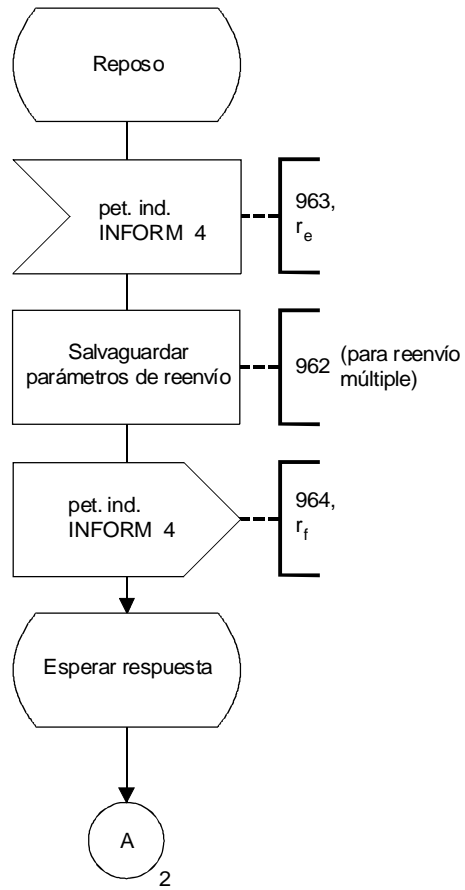 Reposo
pet. ind.
INFORM 4
963,
re
Salvaguardar
parámetros de reenvío
962
(para reenvío
múltiple)
pet. ind.
INFORM 4
964,
rf
Esperar respuesta
A
2